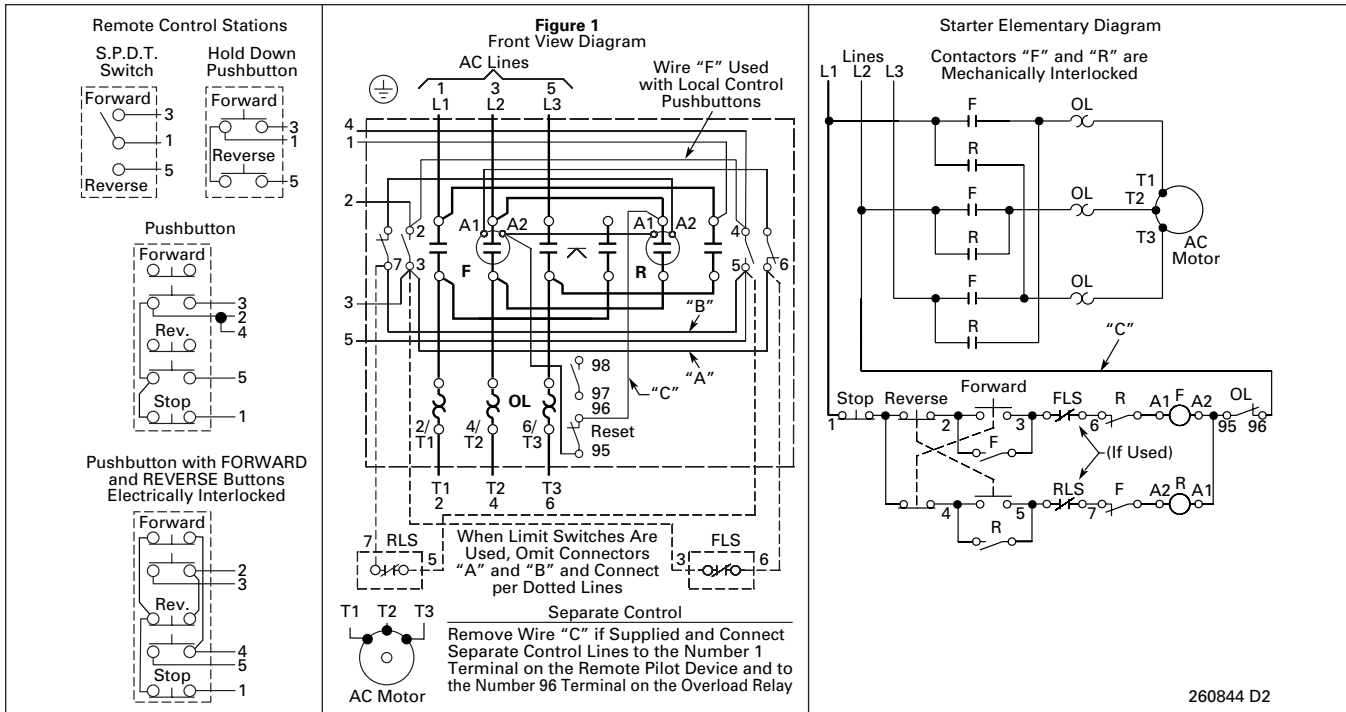 Remote Control Stations
S.P.D.T.
Switch
Forward
3
1
5
Reverse
Hold Down
Pushbutton
Forward
3
1
Reverse
5
Pushbutton
Forward
3
2
4
Rev.
5
Stop
1
Pushbutton with FORWARD
and REVERSE Buttons
Electrically Interlocked
Forward
2
3
Rev.
4
5
Stop
1
Figure 1
Front View Diagram
AC Lines
1 3 5
L1 L2 L3
Wire “F” Used
with Local Control
Pushbuttons
4
1
2
2 A1 A2 A1 A2 4
7 3 F R 5 6
3
“B”
5
“A”
“C”
98
97
96
Reset
95
OL
2/ 4/ 6/
T1 T2 T3
T1 T2 T3
2 4 6
7 RLS 5
When Limit Switches Are
Used, Omit Connectors
“A” and “B” and Connect
per Dotted Lines
FLS
3 6
T1 T2 T3
AC Motor
Separate Control
Remove Wire “C” if Supplied and Connect
Separate Control Lines to the Number 1
Terminal on the Remote Pilot Device and to
the Number 96 Terminal on the Overload Relay
Starter Elementary Diagram
Lines
L1 L2 L3
Contactors “F” and “R” are
Mechanically Interlocked
F OL
R
T1
F OL
T2
R
T3
AC
Motor
F OL
R
“C”
Stop Reverse Forward FLS R A1 F A2 OL
1 2 3 6 95 96
F
(If Used)
RLS F A2 R A1
4 5 7
R
260844 D2